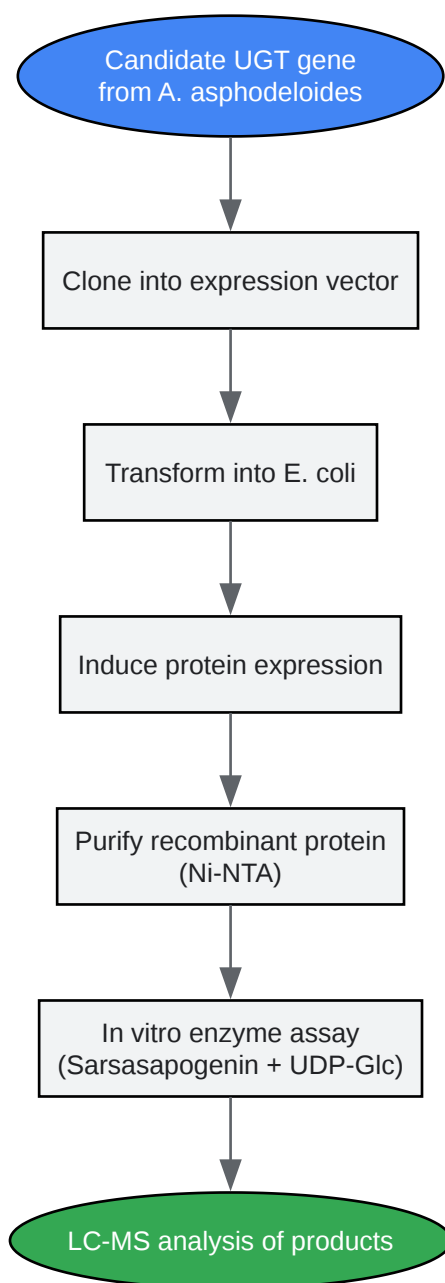 Candidate UGT gene
from A. asphodeloides
Clone into expression vector
Transform into E. coli
Induce protein expression
Purify recombinant protein
(Ni-NTA)
In vitro enzyme assay
(Sarsasapogenin + UDP-Glc)
LC-MS analysis of products